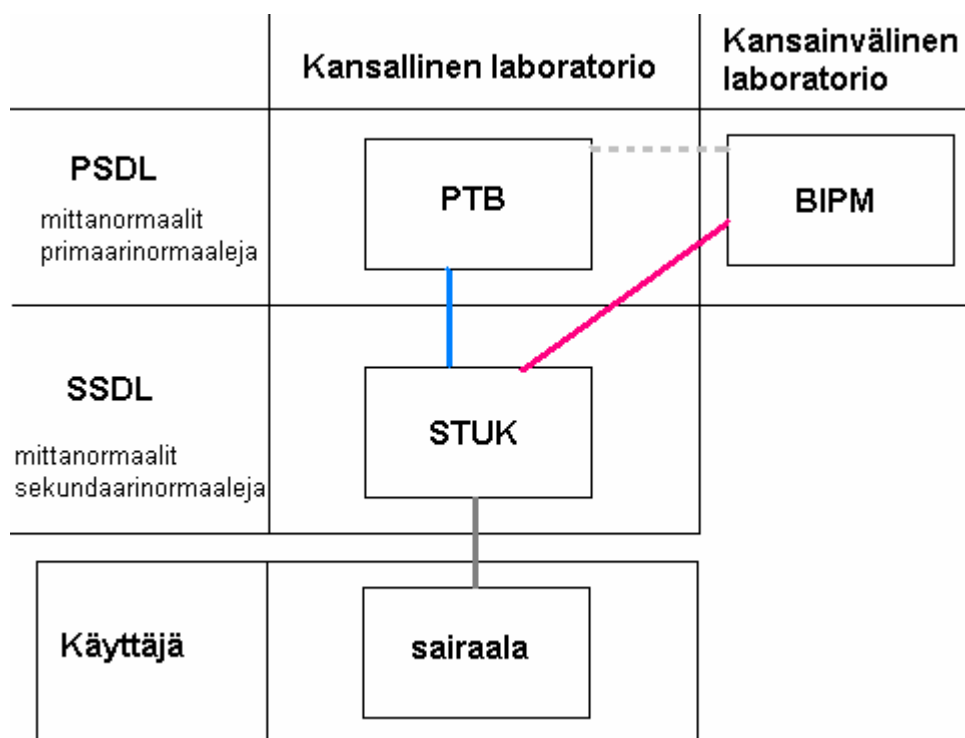 Kansallinen laboratorio
Kansainvälinen
laboratorio
PSDL
mittanormaalit
primaarinormaaleja
PTB
BIPM
SSDL
mittanormaalit
sekundaarinormaaleja
STUK
Käyttäjä
sairaala